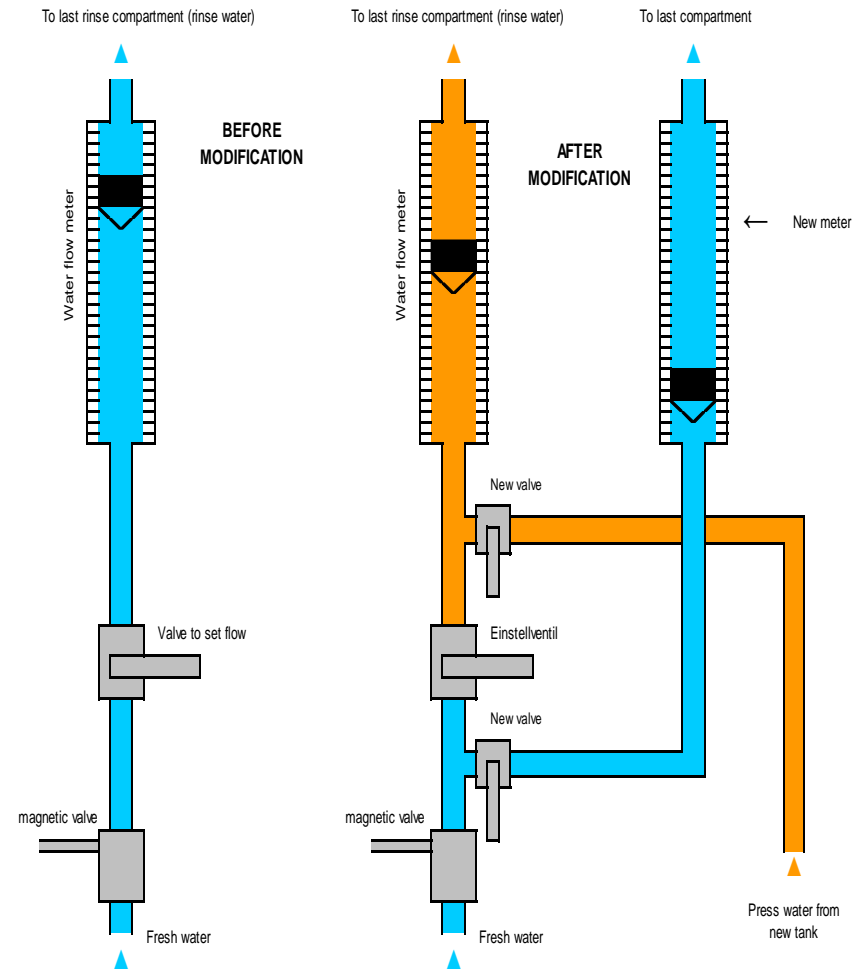 To last rinse compartment (rinse water)
To last rinse compartment (rinse water)
To last compartment
BEFORE
MODIFICATION
AFTER
MODIFICATION
Water flow meter
Water flow meter
← New meter
New valve
Valve to set flow
Einstellventil
New valve
magnetic valve
magnetic valve
Press water from
new tank
Fresh water
Fresh water